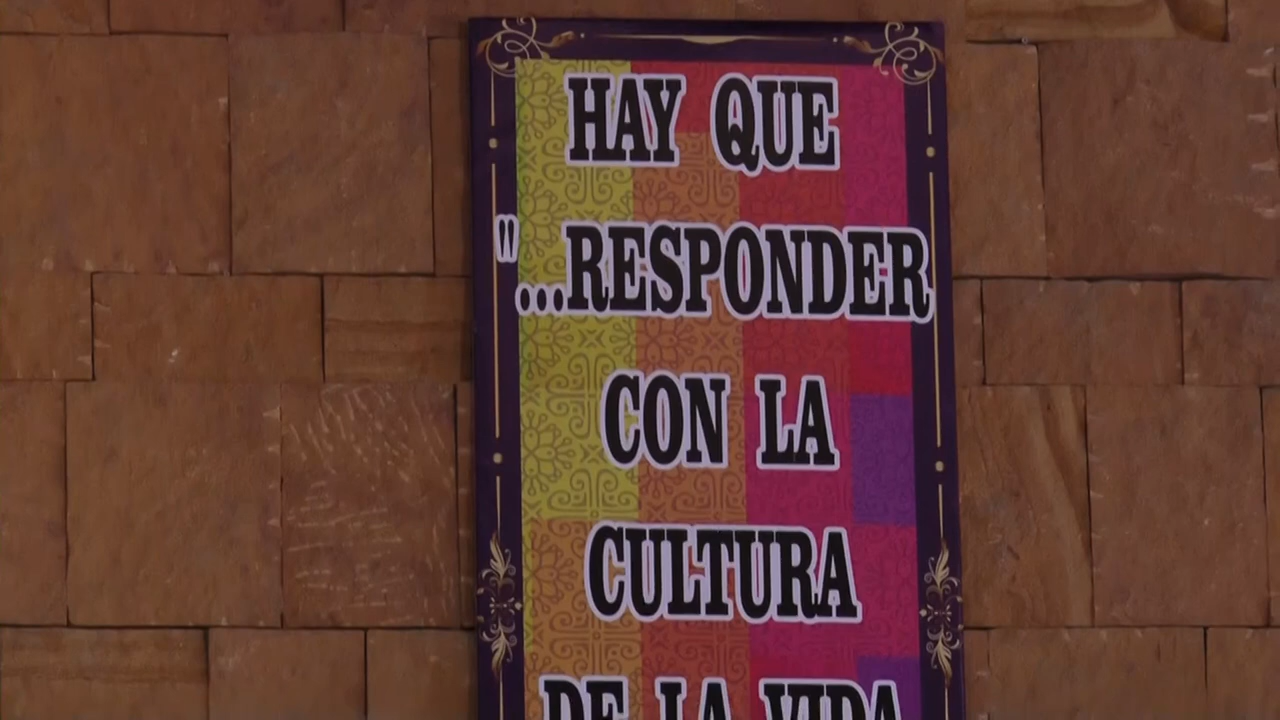 HAY QUE
"...RESPONDER
CON LA
CULTURA
DE LA VIDA